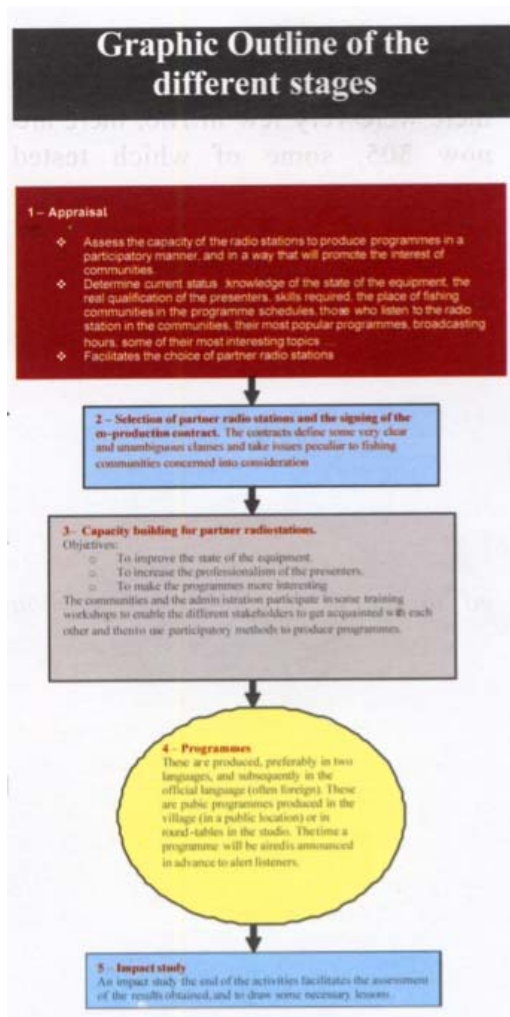 Graphic Outline of the
different stages
now 505, some of which tested
1 – Appraisal
❖ Assess the capacity of the radio stations to produce programmes in a
participatory manner, and in a way that will promote the interest of
communities.
❖ Determine current status :knowledge of the state of the equipment, the
real qualification of the presenters, skills required, the place of fishing
communities in the programme schedules, those who listen to the radio
station in the communities, their most popular programmes, broadcasting
hours, some of their most interesting topics ...
❖ Facilitates the choice of partner radio stations
2 – Selection of partner radio stations and the signing of the
co-production contract. The contracts define some very clear
and unambiguous clauses and take issues peculiar to fishing
communities concerned into consideration
3– Capacity building for partner radiostations.
Objectives:
o To improve the state of the equipment.
o To increase the professionalism of the presenters.
o To make the programmes more interesting
The communities and the admin istration participate in some training
workshops to enable the different stakeholders to get acquainted with each
other and then to use participatory methods to produce programmes.
4 – Programmes
These are produced, preferably in two
languages, and subsequently in the
official language (often foreign). These
are pubic programmes produced in the
village (in a public location) or in
round-tables in the studio. The time a
programme will be airedis announced
in advance to alert listeners.
5 – Impact study
An impact study the end of the activities facilitates the assessment
of the results obtained, and to draw some necessary lessons.